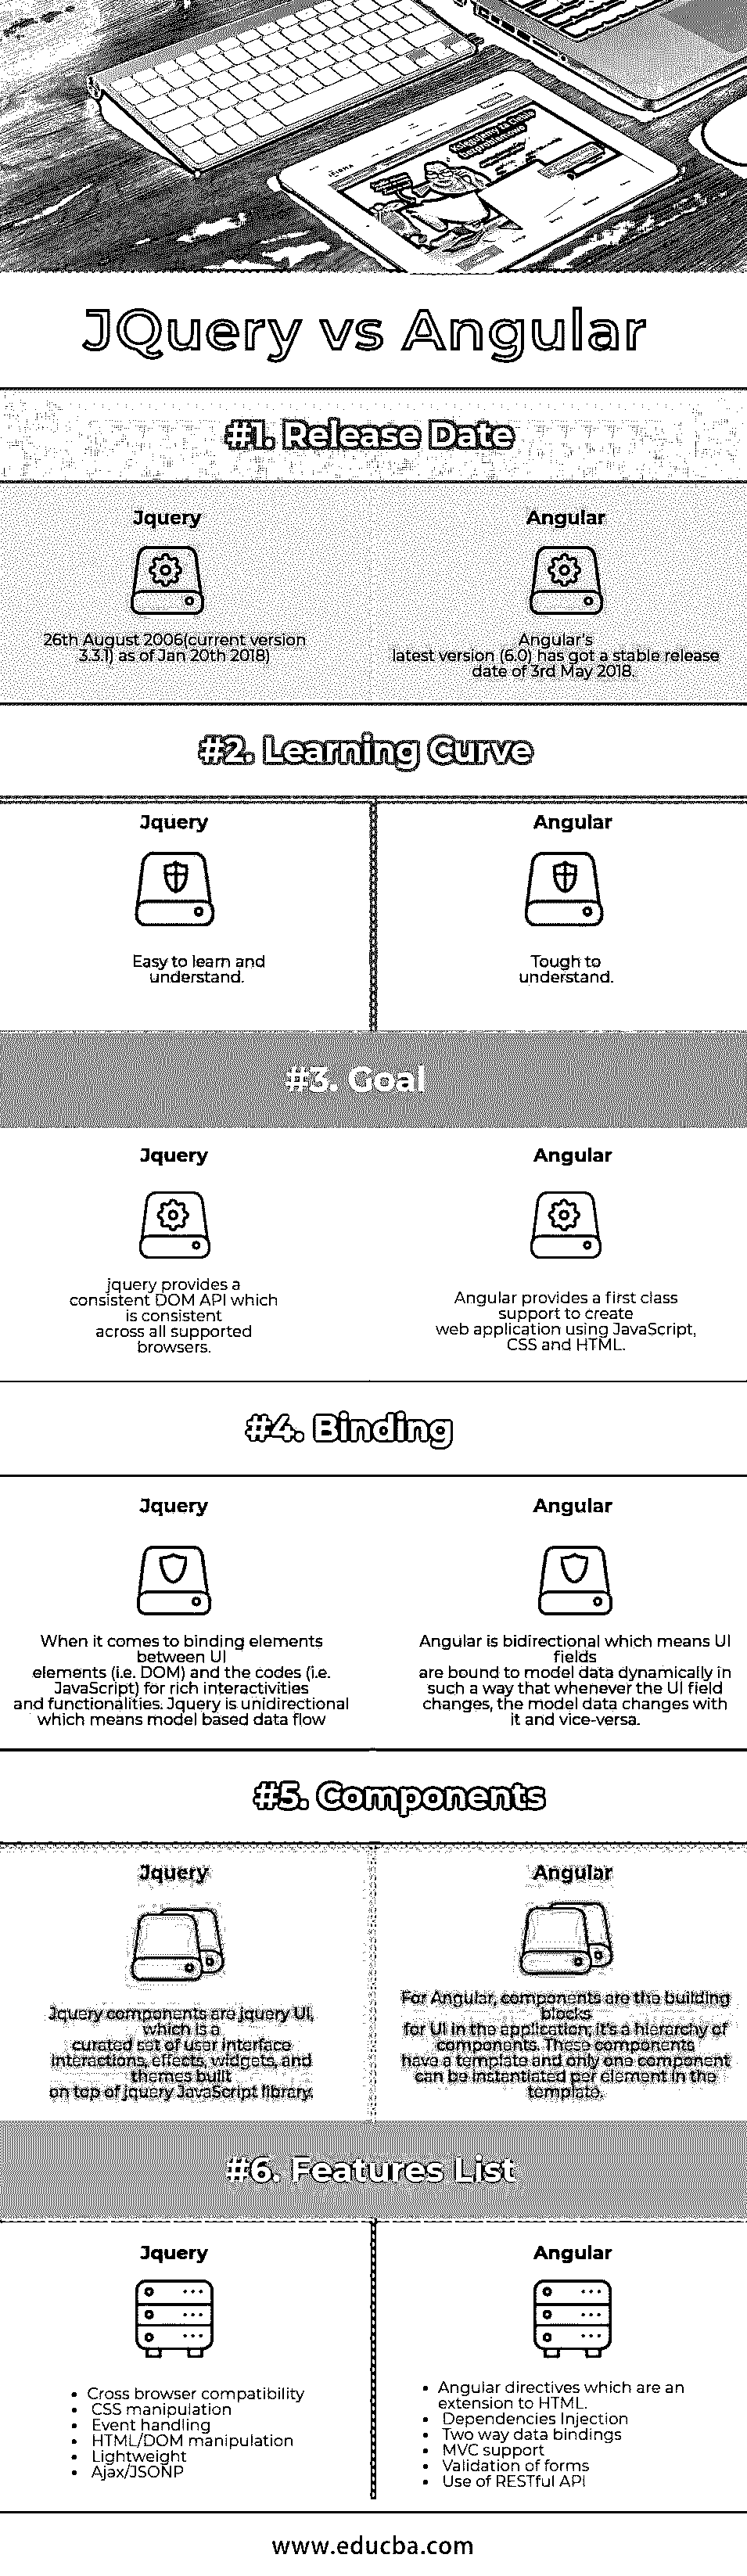 JQuery vs Angular
#1. Release Date
Jquery
26th August 2006(current version
3.3.1) as of Jan 20th 2018)
Angular
Angular's
latest version (6.0) has got a stable release
date of 3rd May 2018.
#2. Learning Curve
Jquery
Easy to learn and
understand.
Angular
Tough to
understand.
#3. Goal
Jquery
jquery provides a
consistent DOM API which
is consistent
across all supported
browsers.
Angular
Angular provides a first class
support to create
web application using JavaScript,
CSS and HTML.
#4. Binding
Jquery
When it comes to binding elements
between UI
elements (i.e. DOM) and the codes (i.e.
JavaScript) for rich interactivities
and functionalities. Jquery is unidirectional
which means model based data flow
Angular
Angular is bidirectional which means UI
fields
are bound to model data dynamically in
such a way that whenever the UI field
changes, the model data changes with
it and vice-versa.
#5. Components
Jquery
Jquery components are jquery UI,
which is a
curated set of user interface
interactions, effects, widgets, and
themes built
on top of jquery JavaScript library.
Angular
For Angular, components are the building
blocks
for UI in the application; it's a hierarchy of
components. These components
have a template and only one component
can be instantiated per element in the
template.
#6. Features List
Jquery
• Cross browser compatibility
• CSS manipulation
• Event handling
• HTML/DOM manipulation
• Lightweight
• Ajax/JSONP
Angular
• Angular directives which are an
extension to HTML.
• Dependencies Injection
• Two way data bindings
• MVC support
• Validation of forms
• Use of RESTful API
www.educba.com